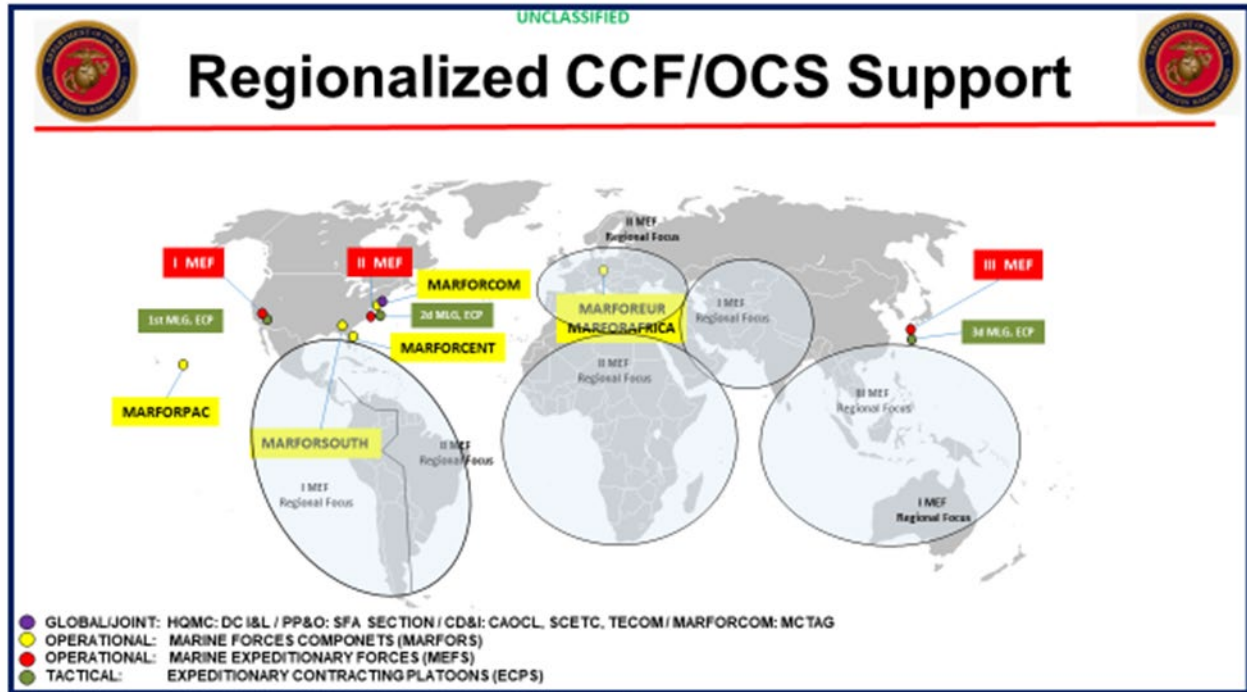 UNCLASSIFIED
Regionalized CCF/OCS Support
II MEF
Regional Focus
I MEF
II MEF
III MEF
MARFORCOM
1st MLG, ECP
2d MLG, ECP
MARFOREUR
MARFORAFRICA
I MEF
Regional Focus
3d MLG, ECP
MARFORCENT
II MEF
Regional Focus
MARFORPAC
III MEF
Regional Focus
MARFORSOUTH
II MEF
Regional Focus
I MEF
Regional Focus
I MEF
Regional Focus
GLOBAL/JOINT: HQMC: DC I&L / PP&O: SFA SECTION / CD&I: CAOCL, SCETC, TECOM / MARFORCOM: MCTAG
OPERATIONAL: MARINE FORCES COMPONETS (MARFORS)
OPERATIONAL: MARINE EXPEDITIONARY FORCES (MEFS)
TACTICAL: EXPEDITIONARY CONTRACTING PLATOONS (ECPS)